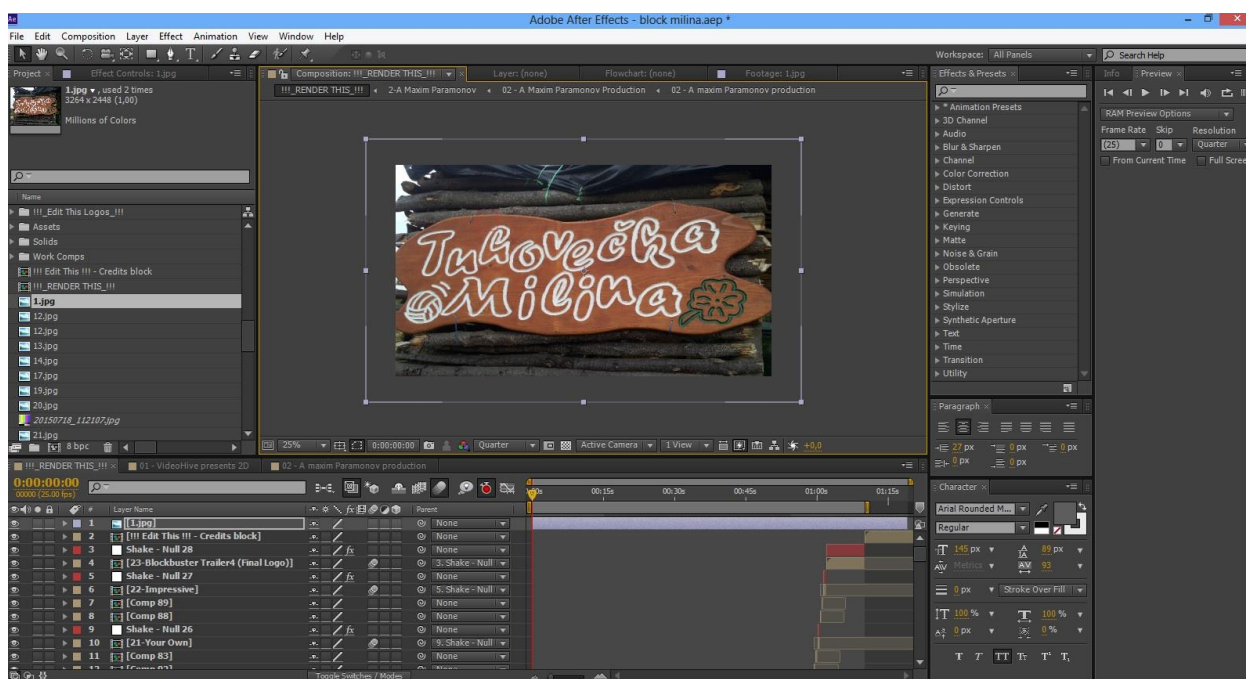 Ae
Adobe After Effects - block milina.aep *
File Edit Composition Layer Effect Animation View Window Help
Workspace: All Panels
Search Help
Project
Effect Controls: 1.jpg
Composition: !!!_RENDER THIS_!!!
Layer: (none)
Flowchart: (none)
Footage: 1.jpg
Effects & Presets
Info
Preview
1.jpg , used 2 times
3264 x 2448 (1,00)
Millions of Colors
!!!_RENDER THIS_!!! 2-A Maxim Paramonov 02 - A Maxim Paramonov Production 02 - A maxim Paramonov production
Name
!!!_Edit This Logos_!!!
Assets
Solids
Work Comps
!!! Edit This !!! - Credits block
!!!_RENDER THIS_!!!
1.jpg
12.jpg
12.jpg
13.jpg
14.jpg
17.jpg
19.jpg
20.jpg
20150718_112107.jpg
21.jpg
8 bpc
Tuhovečka
Milina
25%
0:00:00:00
Quarter
Active Camera
1 View
+0,0
* Animation Presets
3D Channel
Audio
Blur & Sharpen
Channel
Color Correction
Distort
Expression Controls
Generate
Keying
Matte
Noise & Grain
Obsolete
Perspective
Simulation
Stylize
Synthetic Aperture
Text
Time
Transition
Utility
RAM Preview Options
Frame Rate Skip Resolution
(25) 0 Quarter
From Current Time Full Scree
Paragraph
27 px 0 px 0 px
0 px 0 px
Character
Arial Rounded M...
Regular
145 px 89 px
Metrics 93
0 px Stroke Over Fill
100 % 100 %
0 px 0 %
T T TT Tr T¹ T₁
!!!_RENDER THIS_!!!
01 - VideoHive presents 2D
02 - A maxim Paramonov production
0:00:00:00
00000 (25.00 fps)
00:15s 00:30s 00:45s 01:00s 01:15s
# Layer Name Parent
1 [1.jpg] None
2 [!!! Edit This !!! - Credits block] None
3 Shake - Null 28 None
4 [23-Blockbuster Trailer4 (Final Logo)] 3. Shake - Null
5 Shake - Null 27 None
6 [22-Impressive] 5. Shake - Null
7 [Comp 89] None
8 [Comp 88] None
9 Shake - Null 26 None
10 [21-Your Own] 9. Shake - Null
11 [Comp 83] None
Toggle Switches / Modes